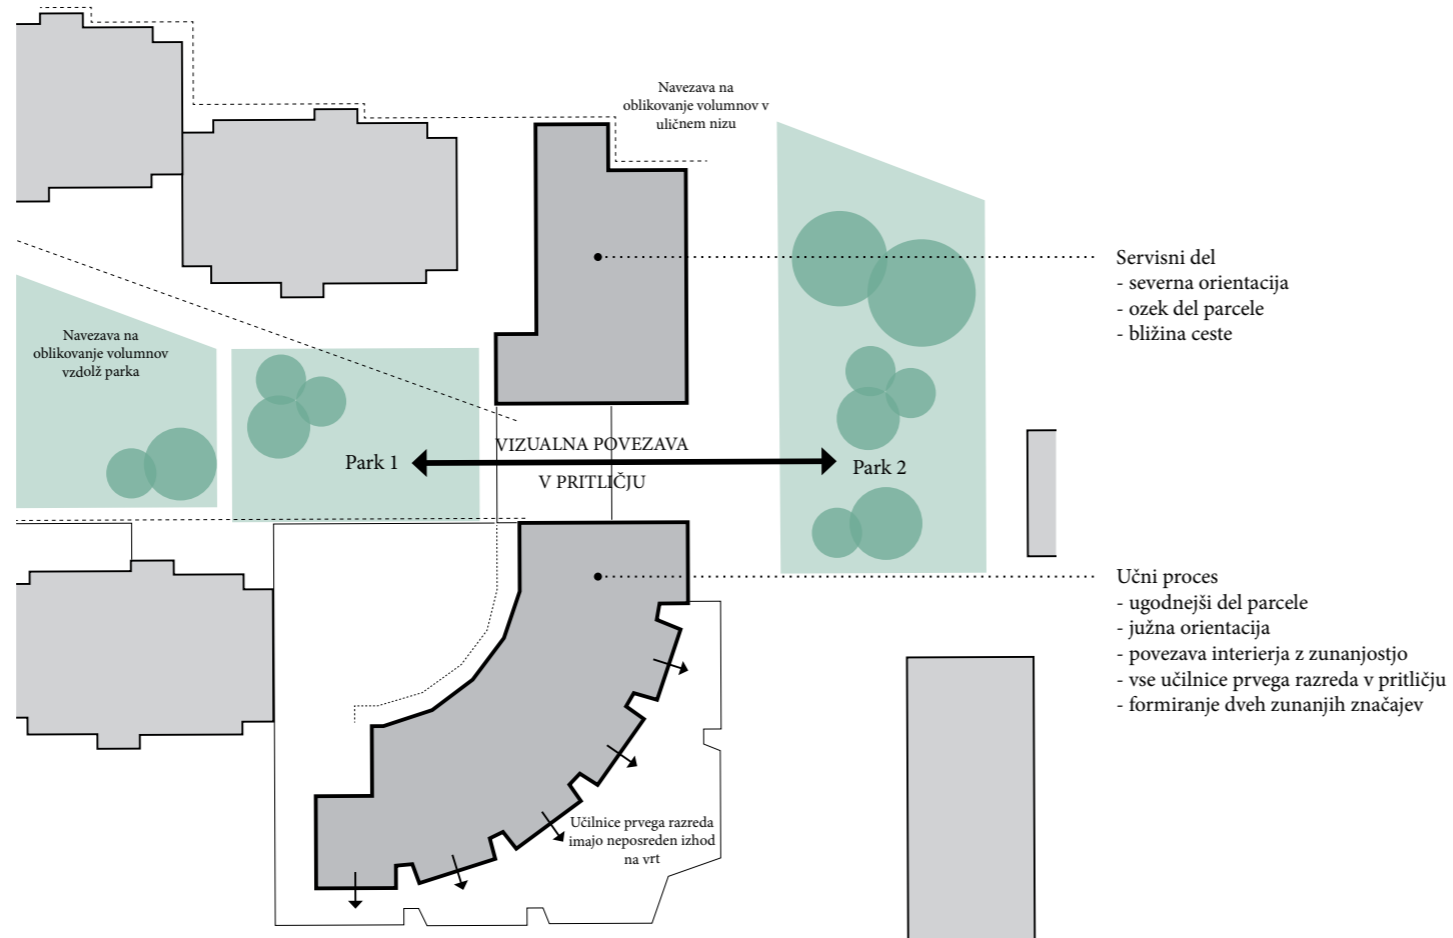 Navezava na
oblikovanje volumnov v
uličnem nizu
Servisni del
- severna orientacija
- ozek del parcele
- bližina ceste
Navezava na
oblikovanje volumnov
vzdolž parka
VIZUALNA POVEZAVA
Park 1
Park 2
V PRITLIČJU
Učni proces
- ugodnejši del parcele
- južna orientacija
- povezava interierja z zunanjostjo
- vse učilnice prvega razreda v pritličju
- formiranje dveh zunanjih značajev
Učilnice prvega razreda
imajo neposreden izhod
na vrt